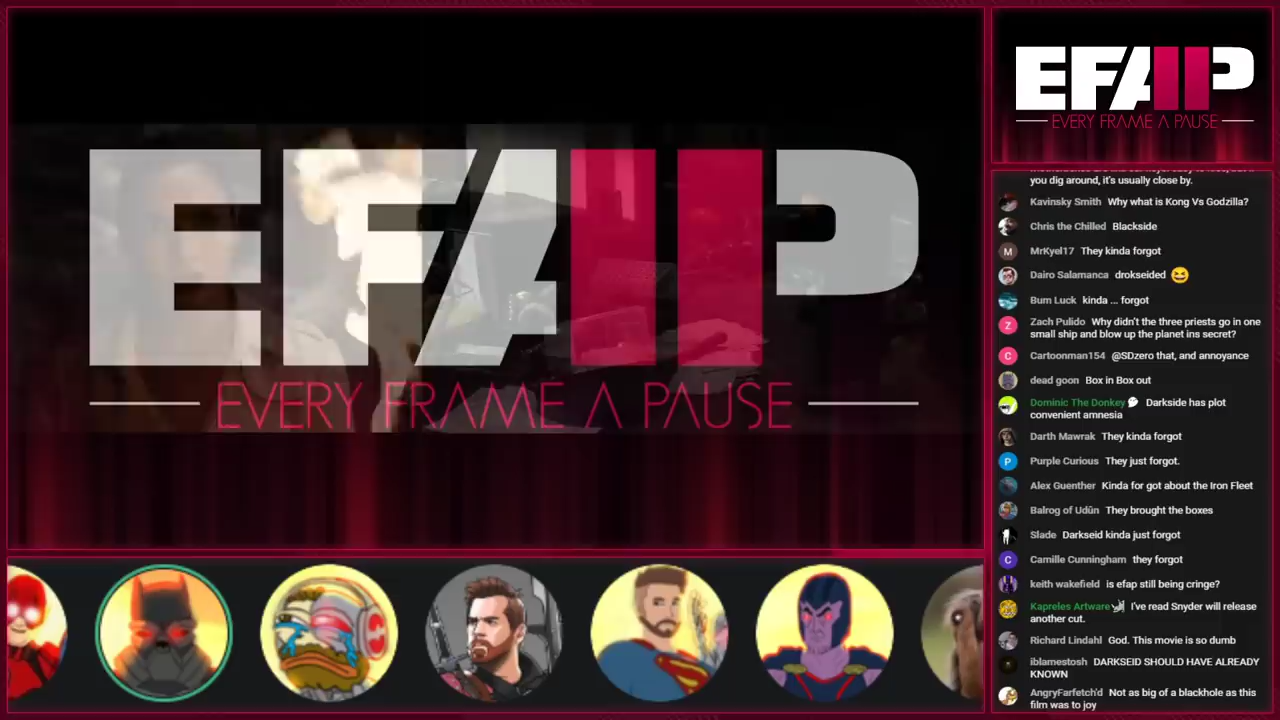 EFAP
EVERY FRAME A PAUSE
EFAP
EVERY FRAME A PAUSE
you dig around, it's usually close by.
Kavinsky Smith Why what is Kong Vs Godzilla?
Chris the Chilled Blackside
M MrKyel17 They kinda forgot
Dairo Salamanca drokseided
Bum Luck kinda ... forgot
Z Zach Pulido Why didn't the three priests go in one
small ship and blow up the planet ins secret?
C Cartoonman154 @SDzero that, and annoyance
dead goon Box in Box out
Dominic The Donkey Darkside has plot
convenient amnesia
Darth Mawrak They kinda forgot
P Purple Curious They just forgot.
Alex Guenther Kinda for got about the Iron Fleet
Balrog of Udûn They brought the boxes
Slade Darkseid kinda just forgot
C Camille Cunningham they forgot
keith wakefield is efap still being cringe?
Kapreles Artware I've read Snyder will release
another cut.
Richard Lindahl God. This movie is so dumb
iblamestosh DARKSEID SHOULD HAVE ALREADY
KNOWN
AngryFarfetch'd Not as big of a blackhole as this
film was to joy